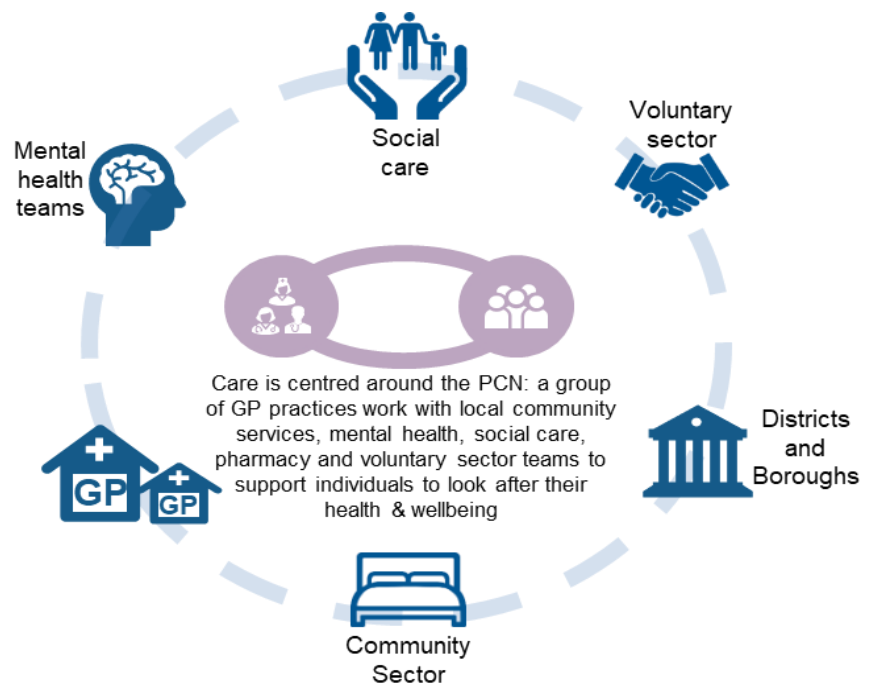 Social
care
Voluntary
sector
Mental
health
teams
Care is centred around the PCN: a group
of GP practices work with local community
services, mental health, social care,
pharmacy and voluntary sector teams to
support individuals to look after their
health & wellbeing
Districts
and
Boroughs
GP
GP
Community
Sector